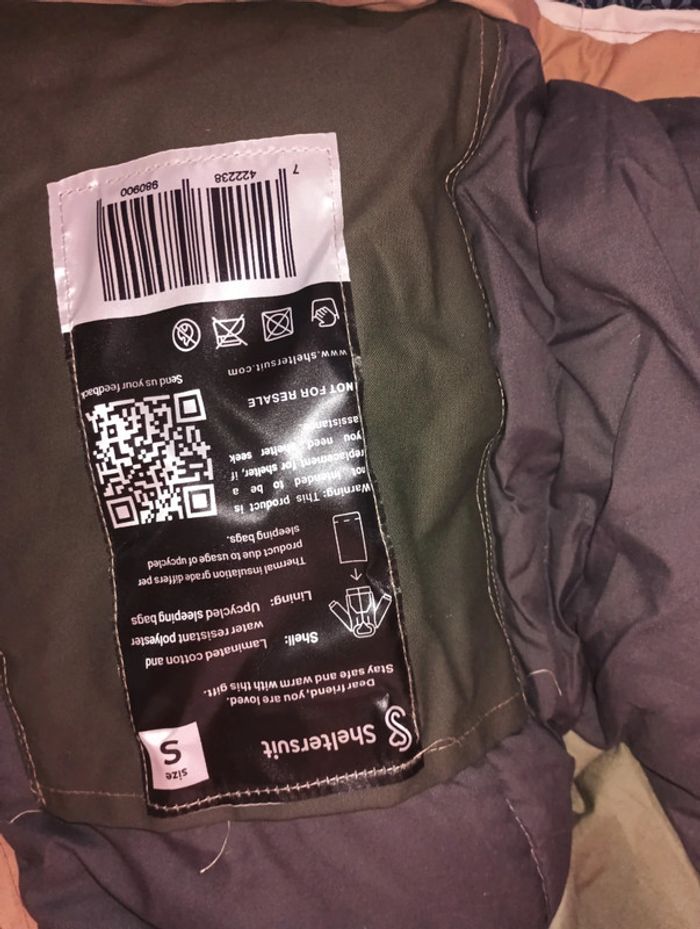 Sheltersuit
size
S
Dear friend, you are loved.
Stay safe and warm with this gift.
Shell: Laminated cotton and
water resistant polyester
Lining: Upcycled sleeping bags
Thermal insulation grade differs per
product due to usage of upcycled
sleeping bags.
Warning: This product is
not intended to be a
replacement for shelter, if
you need shelter seek
assistance
NOT FOR RESALE
Send us your feedback
www.sheltersuit.com
7 422238 980900